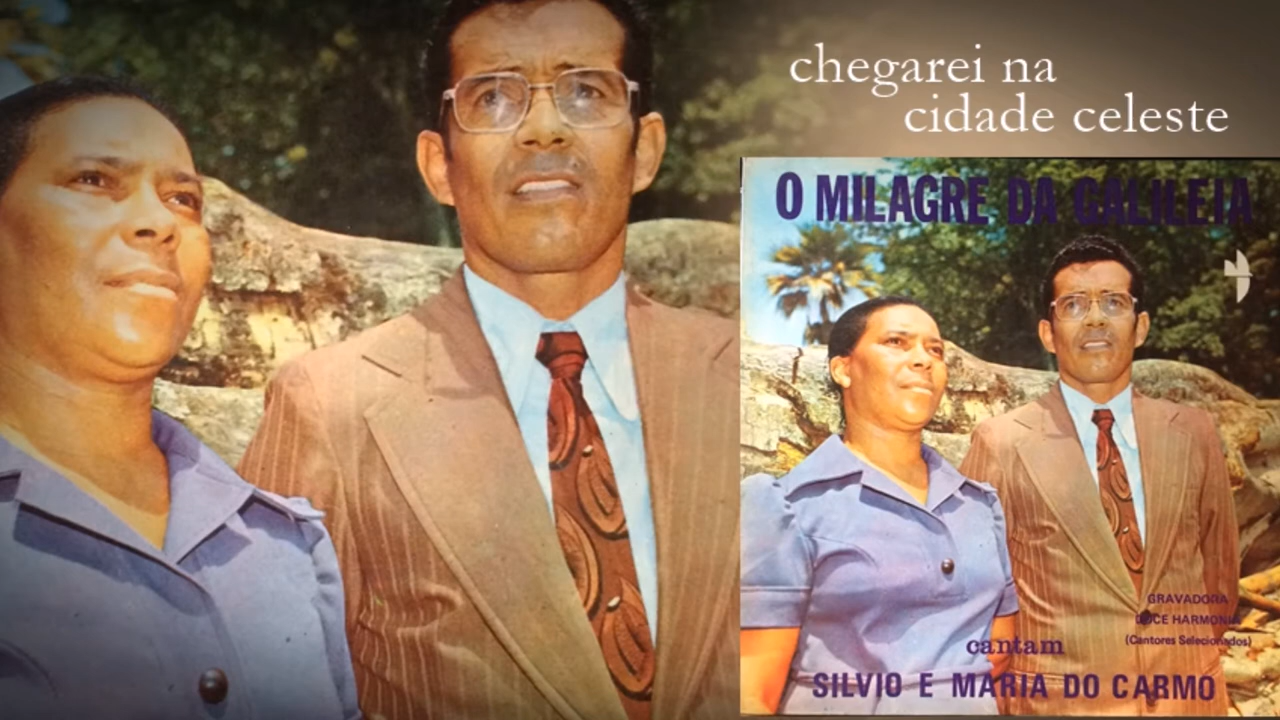 chegarei na
cidade celeste
O MILAGRE DA GALILEIA
GRAVADORA
DOCE HARMONIA
(Cantores Selecionados)
cantam
SILVIO E MARIA DO CARMO